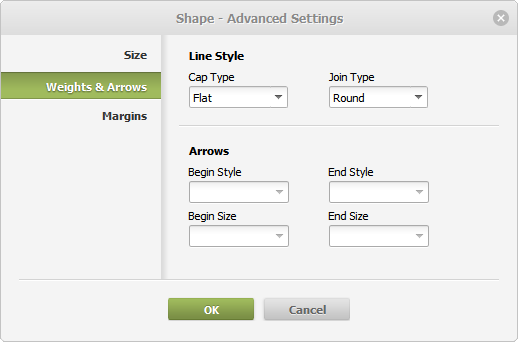 Shape - Advanced Settings
Size
Weights & Arrows
Margins
Line Style
Cap Type Join Type
Flat Round
Arrows
Begin Style End Style
Begin Size End Size
OK Cancel